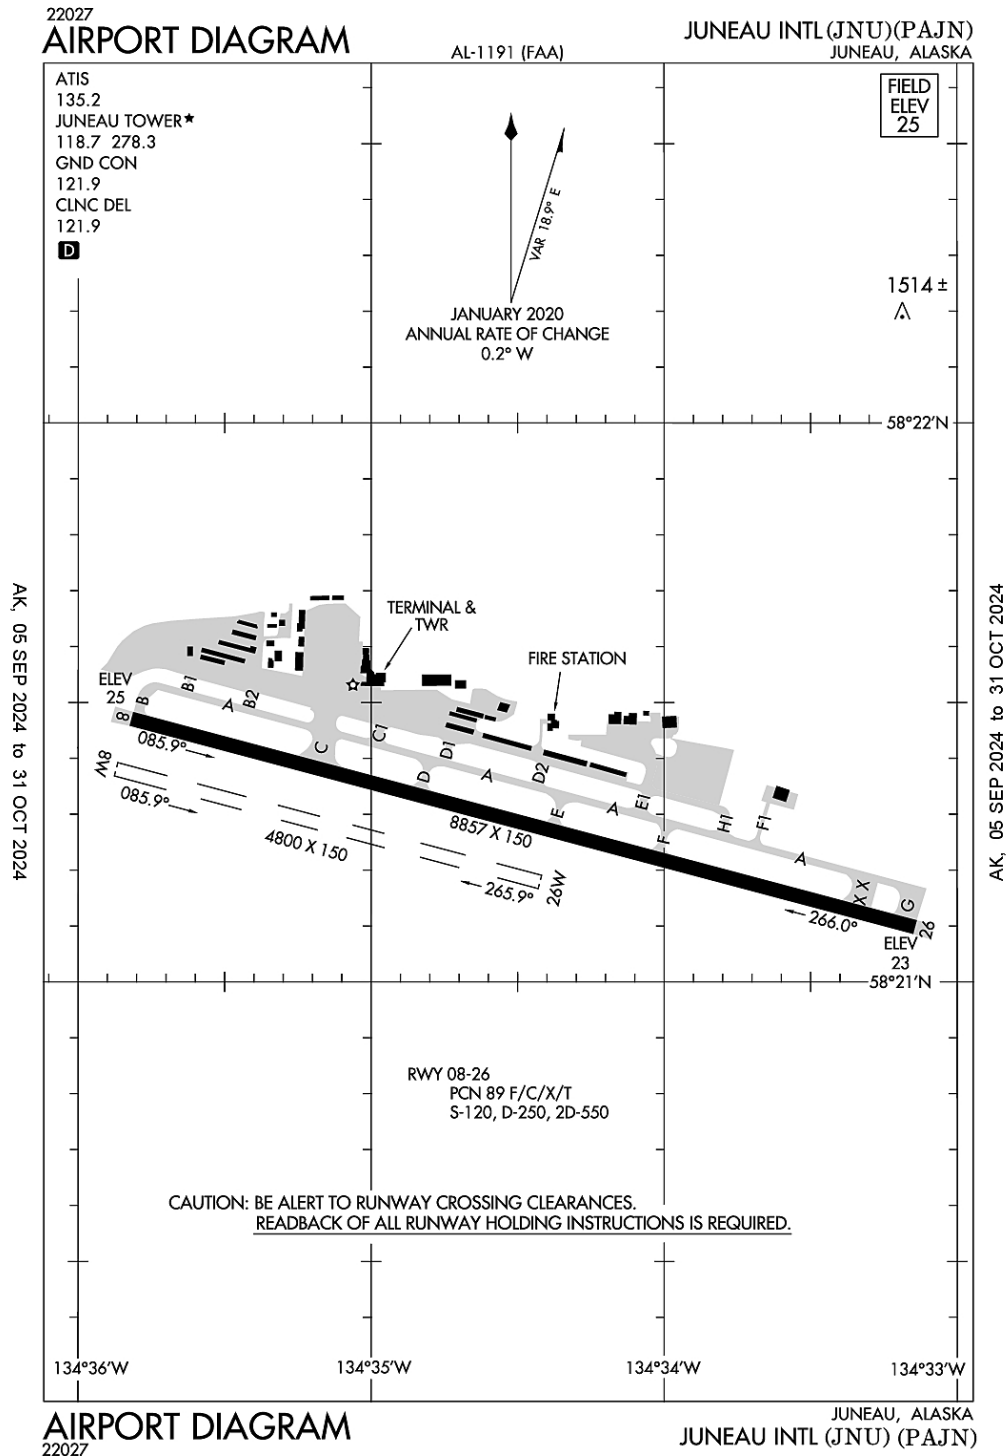 22027
AIRPORT DIAGRAM
AL-1191 (FAA)
JUNEAU INTL (JNU)(PAJN)
JUNEAU, ALASKA
ATIS
135.2
JUNEAU TOWER★
118.7 278.3
GND CON
121.9
CLNC DEL
121.9
D
FIELD
ELEV
25
VAR 18.9° E
JANUARY 2020
ANNUAL RATE OF CHANGE
0.2° W
1514 ±
58°22'N
AK, 05 SEP 2024 to 31 OCT 2024
AK, 05 SEP 2024 to 31 OCT 2024
TERMINAL &
TWR
FIRE STATION
ELEV
25
8
B
B1
A
B2
C
C1
D
D1
A
D2
E
A
E1
F
H1
F1
A
X X
X
G
26
085.9°
8W
085.9°
4800 X 150
8857 X 150
265.9°
26W
266.0°
ELEV
23
58°21'N
RWY 08-26
PCN 89 F/C/X/T
S-120, D-250, 2D-550
CAUTION: BE ALERT TO RUNWAY CROSSING CLEARANCES.
READBACK OF ALL RUNWAY HOLDING INSTRUCTIONS IS REQUIRED.
134°36'W
134°35'W
134°34'W
134°33'W
AIRPORT DIAGRAM
22027
JUNEAU, ALASKA
JUNEAU INTL (JNU) (PAJN)